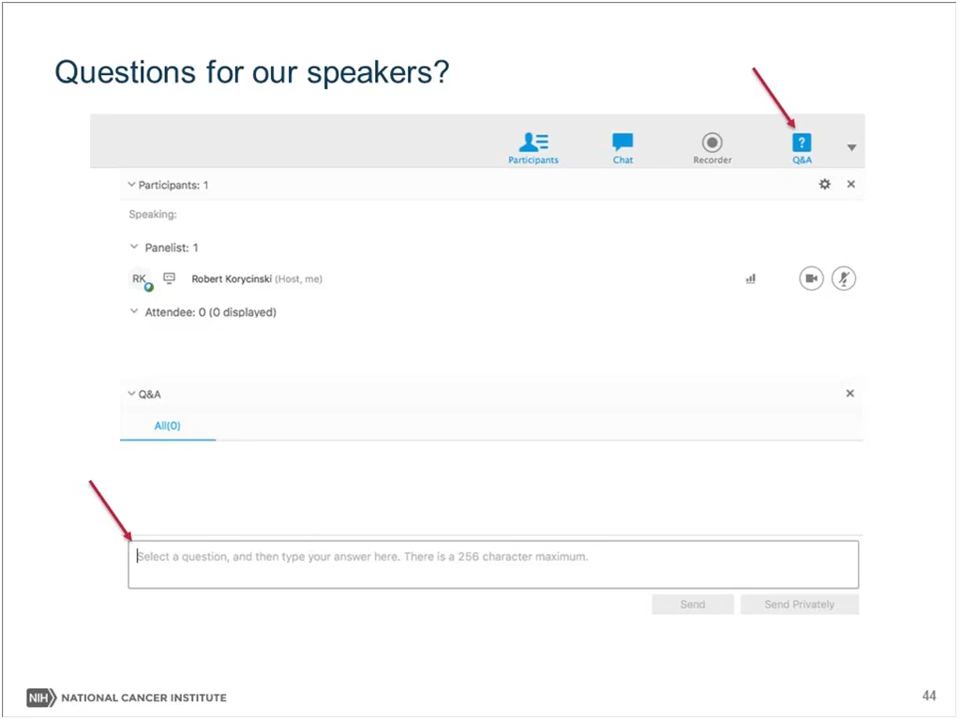 Questions for our speakers?
Participants Chat Recorder ? Q&A
Participants: 1
Speaking:
Panelist: 1
RK Robert Korycinski (Host, me)
Attendee: 0 (0 displayed)
Q&A
All(0)
Select a question, and then type your answer here. There is a 256 character maximum.
Send Send Privately
NIH NATIONAL CANCER INSTITUTE 44